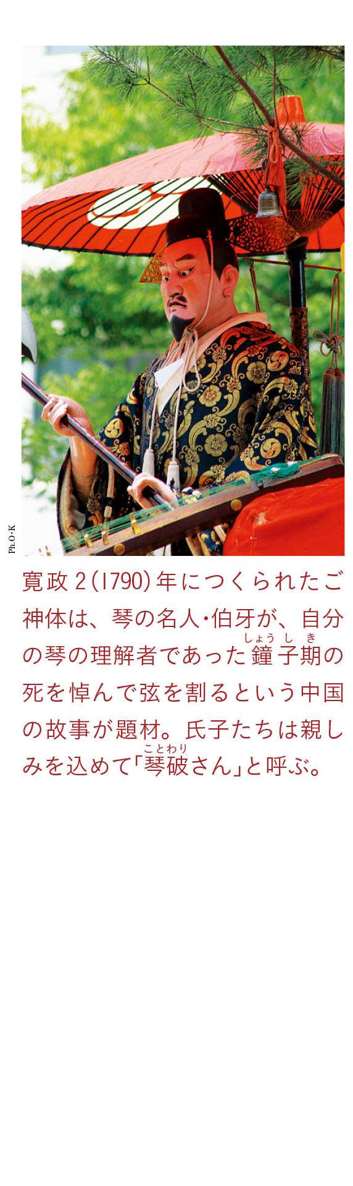 Ph.O・K
寛政2(1790)年につくられたご
神体は、琴の名人・伯牙が、自分
の琴の理解者であった鐘子期の
しょうしき
死を悼んで弦を割るという中国
の故事が題材。氏子たちは親し
みを込めて「琴破さん」と呼ぶ。
ことわり